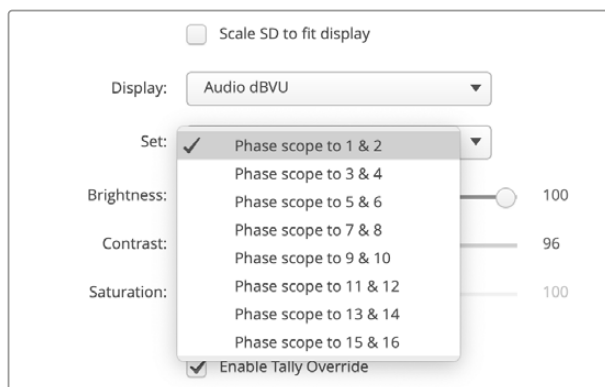 Scale SD to fit display
Display: Audio dBVU
Set:
Phase scope to 1 & 2
Phase scope to 3 & 4
Brightness: 100
Phase scope to 5 & 6
Phase scope to 7 & 8
Contrast: 96
Phase scope to 9 & 10
Phase scope to 11 & 12
Saturation: 100
Phase scope to 13 & 14
Phase scope to 15 & 16
Enable Tally Override